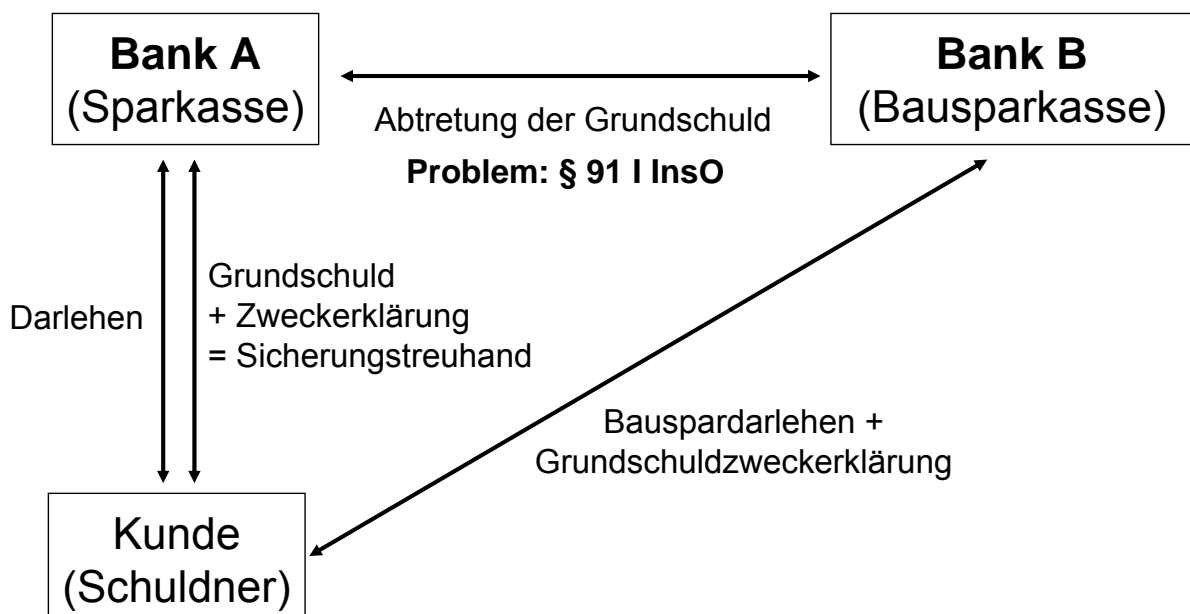 Bank A
(Sparkasse)
Bank B
(Bausparkasse)
Abtretung der Grundschuld
Problem: § 91 I InsO
Darlehen
Grundschuld
+ Zweckerklärung
= Sicherungstreuhand
Bauspardarlehen +
Grundschuldzweckerklärung
Kunde
(Schuldner)